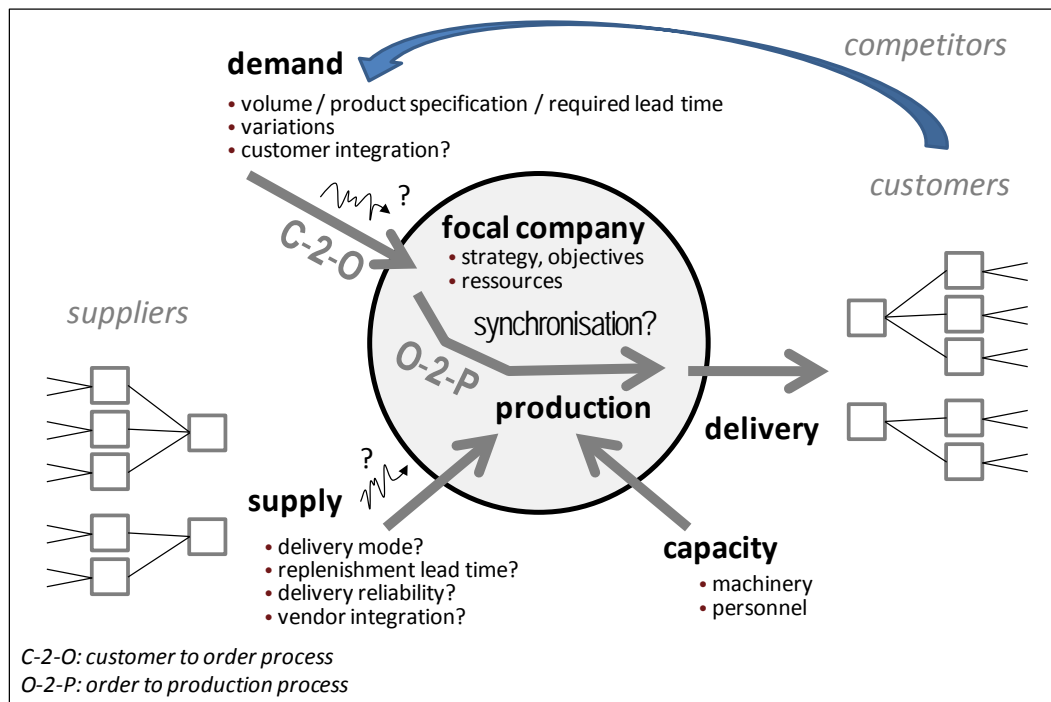 competitors
demand
• volume / product specification / required lead time
• variations
• customer integration?
?
customers
C-2-O
focal company
• strategy, objectives
• ressources
suppliers
synchronisation?
O-2-P
production
delivery
?
supply
• delivery mode?
• replenishment lead time?
• delivery reliability?
• vendor integration?
capacity
• machinery
• personnel
C-2-O: customer to order process
O-2-P: order to production process